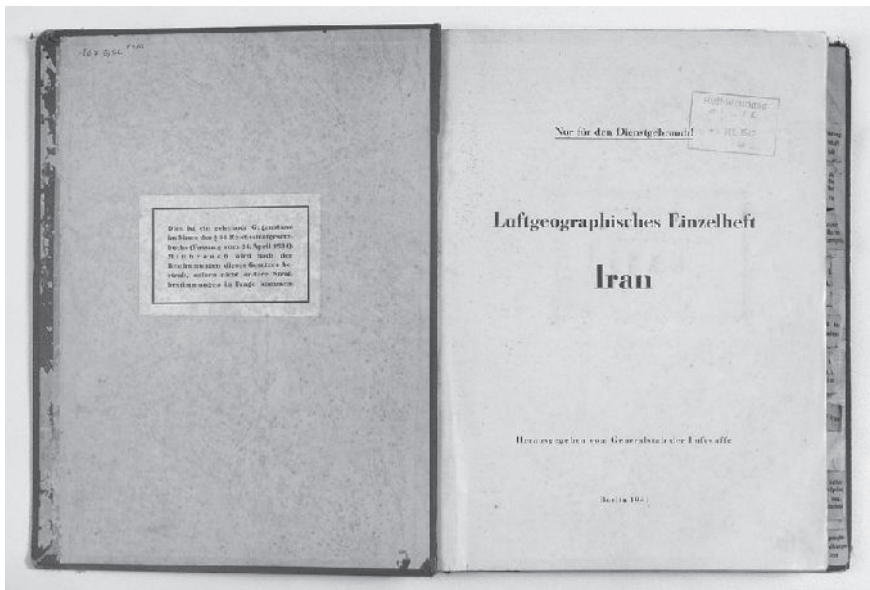 Dies ist ein geheimer Gegenstand
im Sinne des § 88 Reichsstrafgesetz-
buchs (Fassung vom 24. April 1934).
Mißbrauch wird nach den
Bestimmungen dieses Gesetzes be-
straft, sofern nicht andere Straf-
bestimmungen in Frage kommen
Nur für den Dienstgebrauch!
Luftgeographisches Einzelheft
Iran
Herausgegeben vom Generalstab der Luftwaffe
Berlin 1941